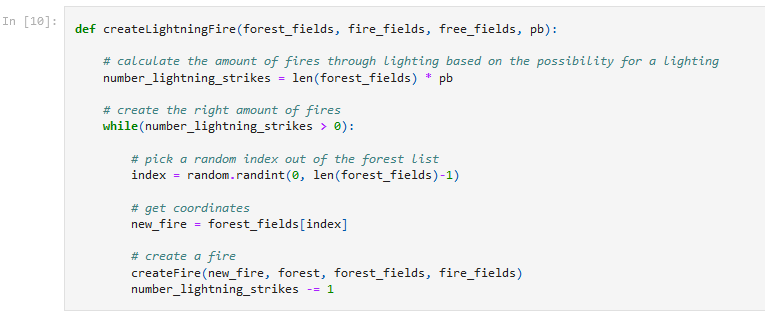 In [10]:
def createLightningFire(forest_fields, fire_fields, free_fields, pb):
# calculate the amount of fires through lighting based on the possibility for a lighting
number_lightning_strikes = len(forest_fields) * pb
# create the right amount of fires
while(number_lightning_strikes > 0):
# pick a random index out of the forest list
index = random.randint(0, len(forest_fields)-1)
# get coordinates
new_fire = forest_fields[index]
# create a fire
createFire(new_fire, forest, forest_fields, fire_fields)
number_lightning_strikes -= 1